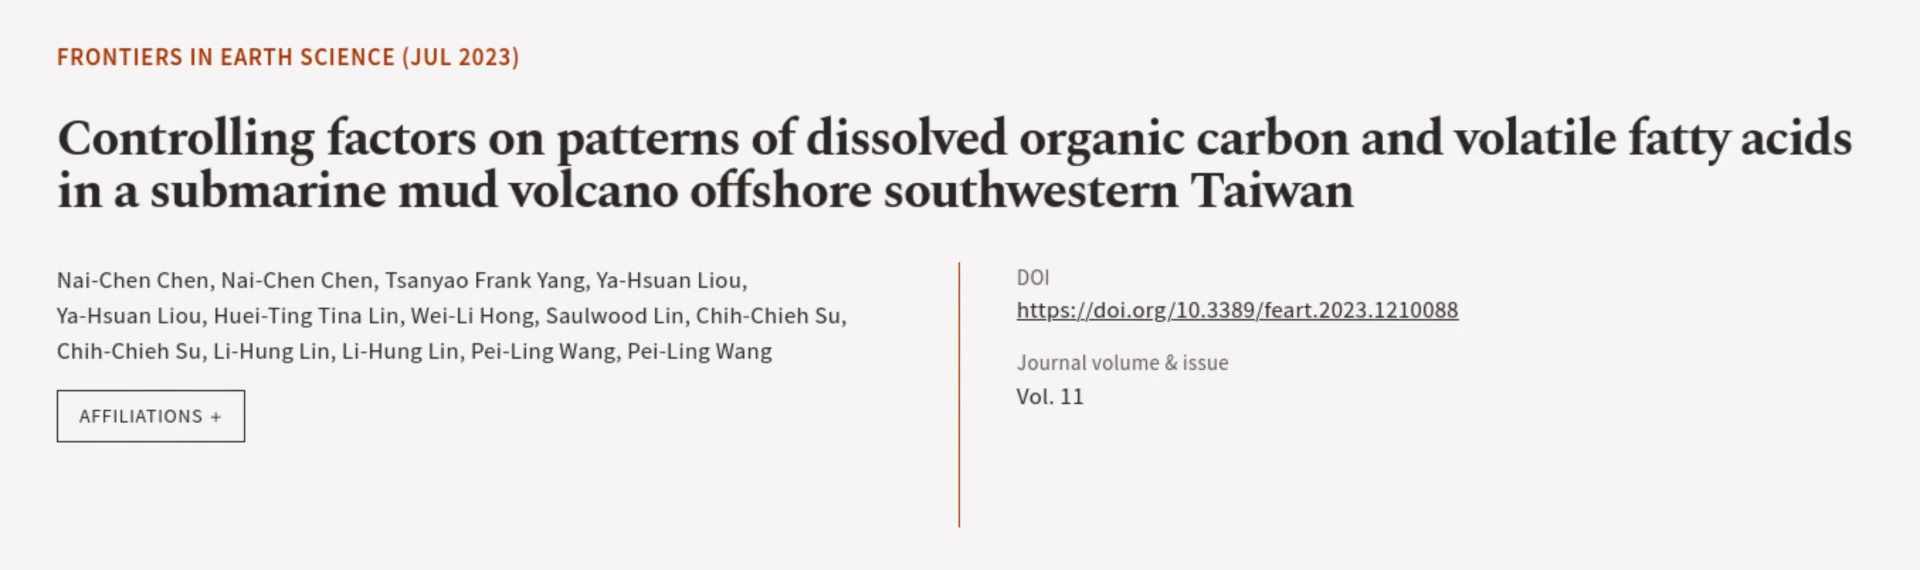 FRONTIERS IN EARTH SCIENCE (JUL 2023)
Controlling factors on patterns of dissolved organic carbon and volatile fatty acids
in a submarine mud volcano offshore southwestern Taiwan
Nai-Chen Chen, Nai-Chen Chen, Tsanyao Frank Yang, Ya-Hsuan Liou,
Ya-Hsuan Liou, Huei-Ting Tina Lin, Wei-Li Hong, Saulwood Lin, Chih-Chieh Su,
Chih-Chieh Su, Li-Hung Lin, Li-Hung Lin, Pei-Ling Wang, Pei-Ling Wang
AFFILIATIONS +
DOI
https://doi.org/10.3389/feart.2023.1210088
Journal volume & issue
Vol. 11